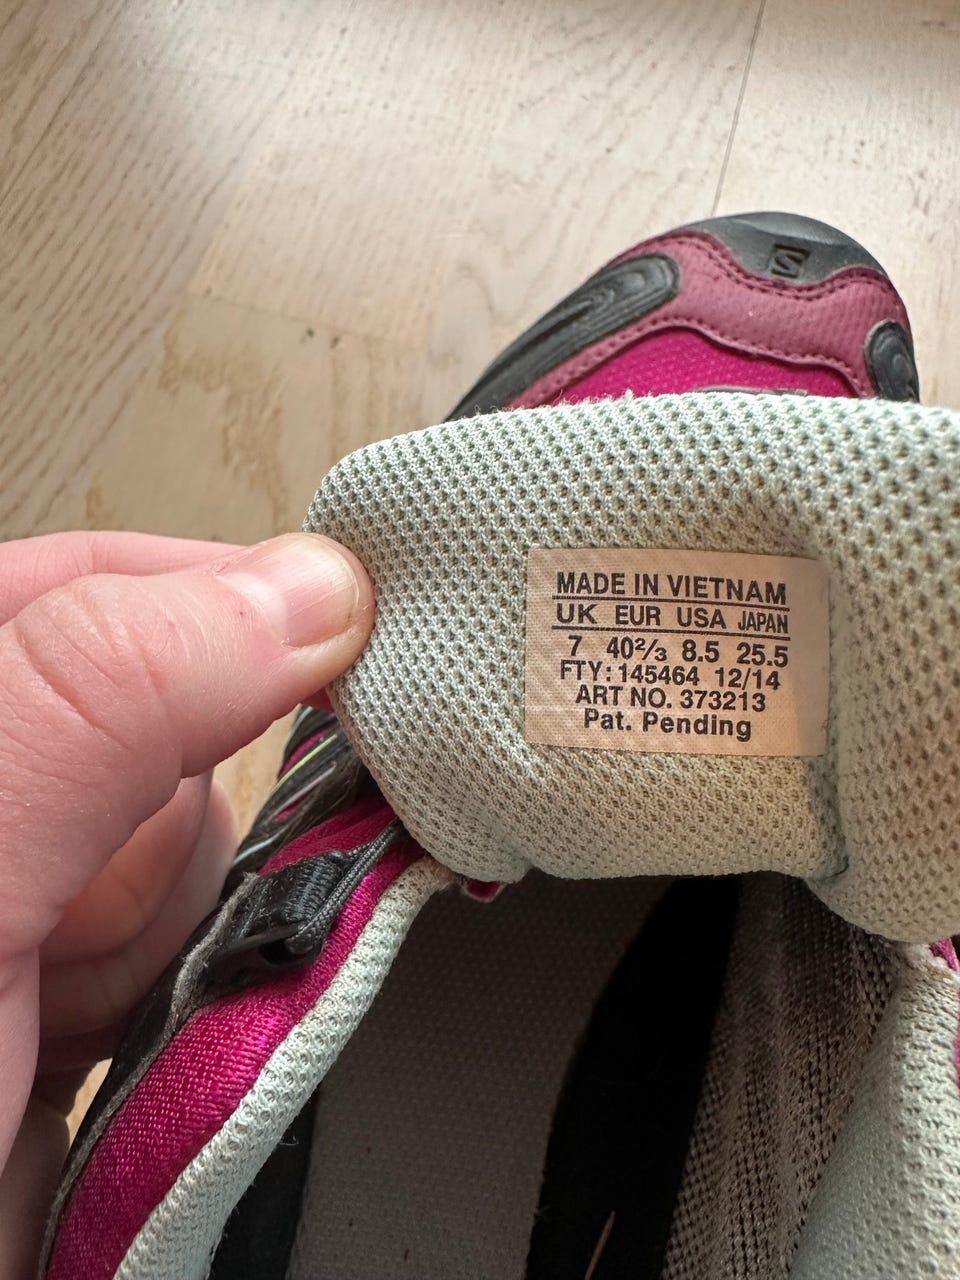 MADE IN VIETNAM
UK EUR USA JAPAN
7 40²/₃ 8.5 25.5
FTY: 145464 12/14
ART NO. 373213
Pat. Pending